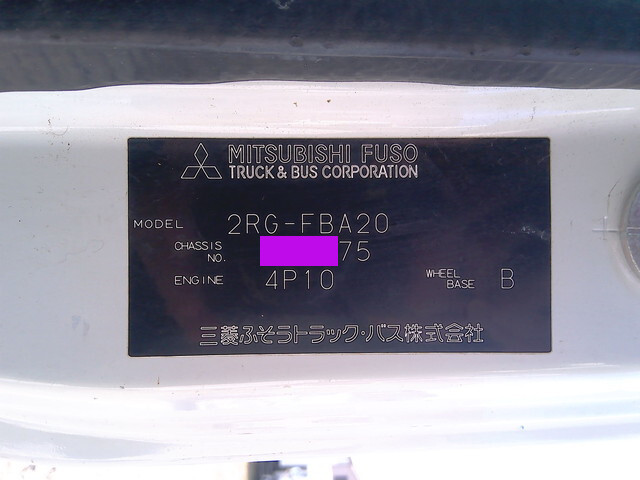 MITSUBISHI FUSO
TRUCK & BUS CORPORATION
MODEL 2RG-FBA20
CHASSIS NO. 75
ENGINE 4P10 WHEEL BASE B
三菱ふそうトラック・バス株式会社